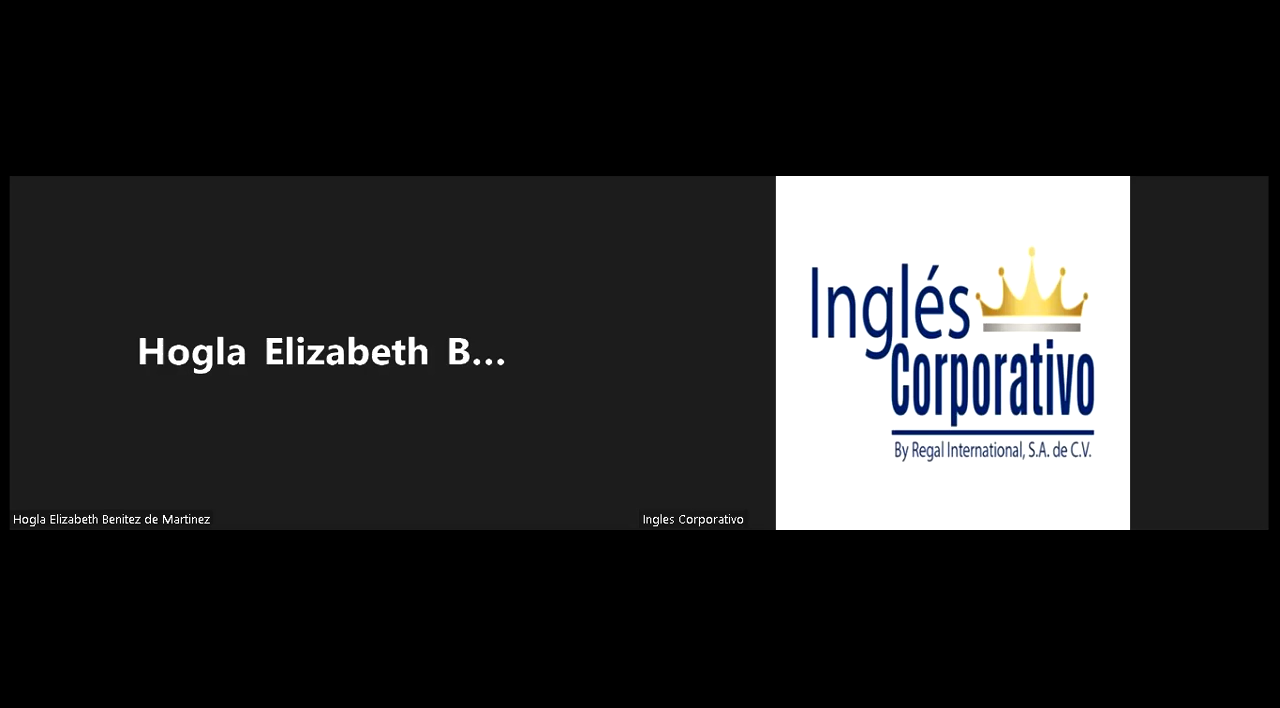 Hogla Elizabeth B...
Hogla Elizabeth Benitez de Martinez
Inglés
Corporativo
By Regal International, S.A. de C.V.
Ingles Corporativo